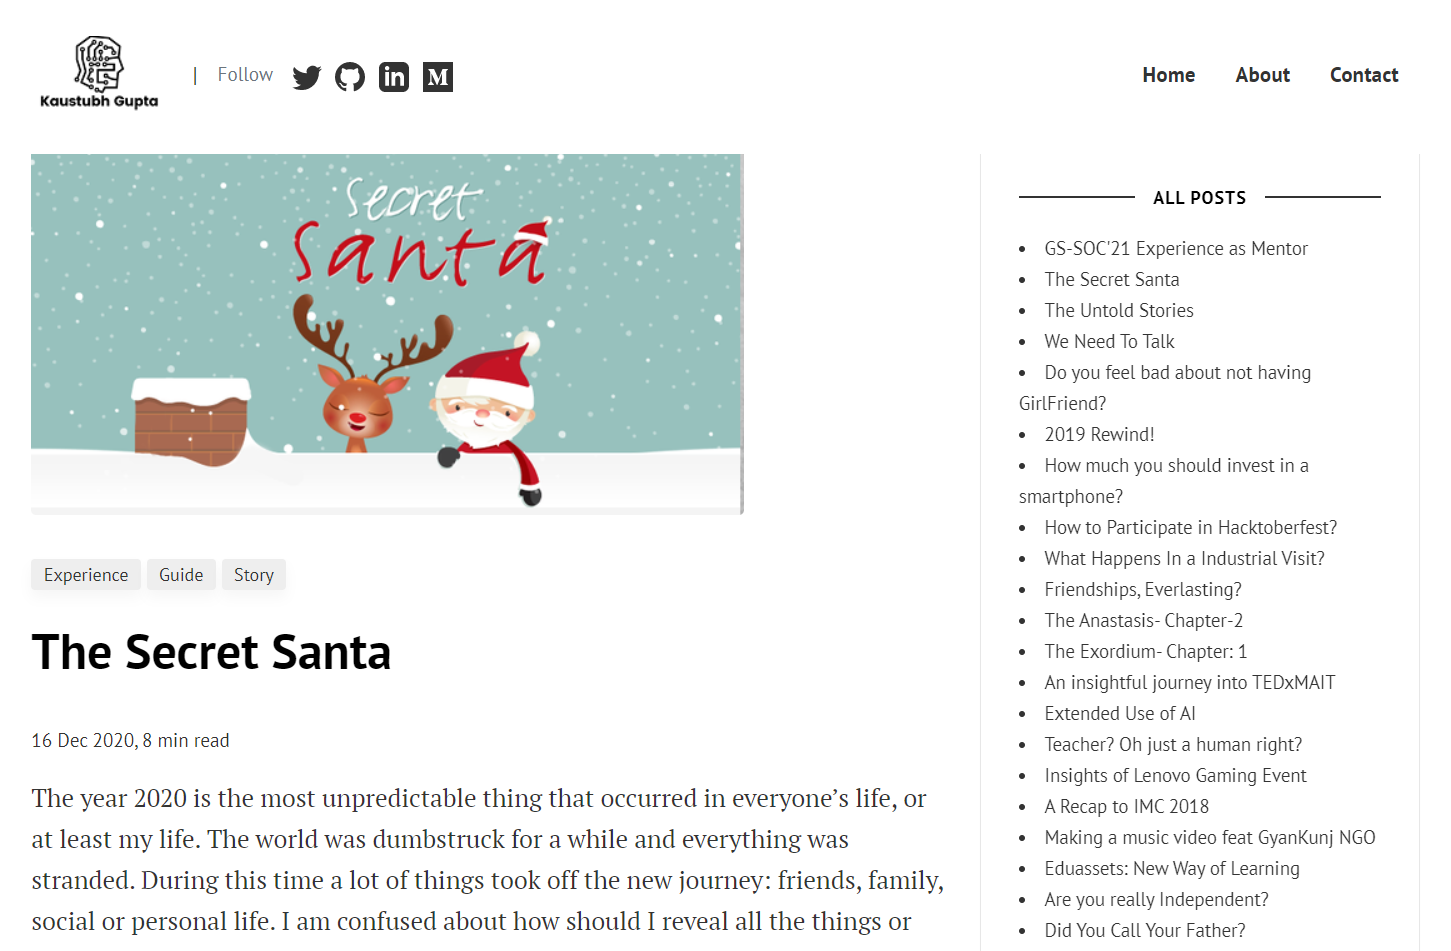 Kaustubh Gupta
| Follow
in
M
Home About Contact
secret
santa
Experience Guide Story
The Secret Santa
16 Dec 2020, 8 min read
The year 2020 is the most unpredictable thing that occurred in everyone’s life, or
at least my life. The world was dumbstruck for a while and everything was
stranded. During this time a lot of things took off the new journey: friends, family,
social or personal life. I am confused about how should I reveal all the things or
ALL POSTS
• GS-SOC'21 Experience as Mentor
• The Secret Santa
• The Untold Stories
• We Need To Talk
• Do you feel bad about not having
GirlFriend?
• 2019 Rewind!
• How much you should invest in a
smartphone?
• How to Participate in Hacktoberfest?
• What Happens In a Industrial Visit?
• Friendships, Everlasting?
• The Anastasis- Chapter-2
• The Exordium- Chapter: 1
• An insightful journey into TEDxMAIT
• Extended Use of AI
• Teacher? Oh just a human right?
• Insights of Lenovo Gaming Event
• A Recap to IMC 2018
• Making a music video feat GyanKunj NGO
• Eduassets: New Way of Learning
• Are you really Independent?
• Did You Call Your Father?